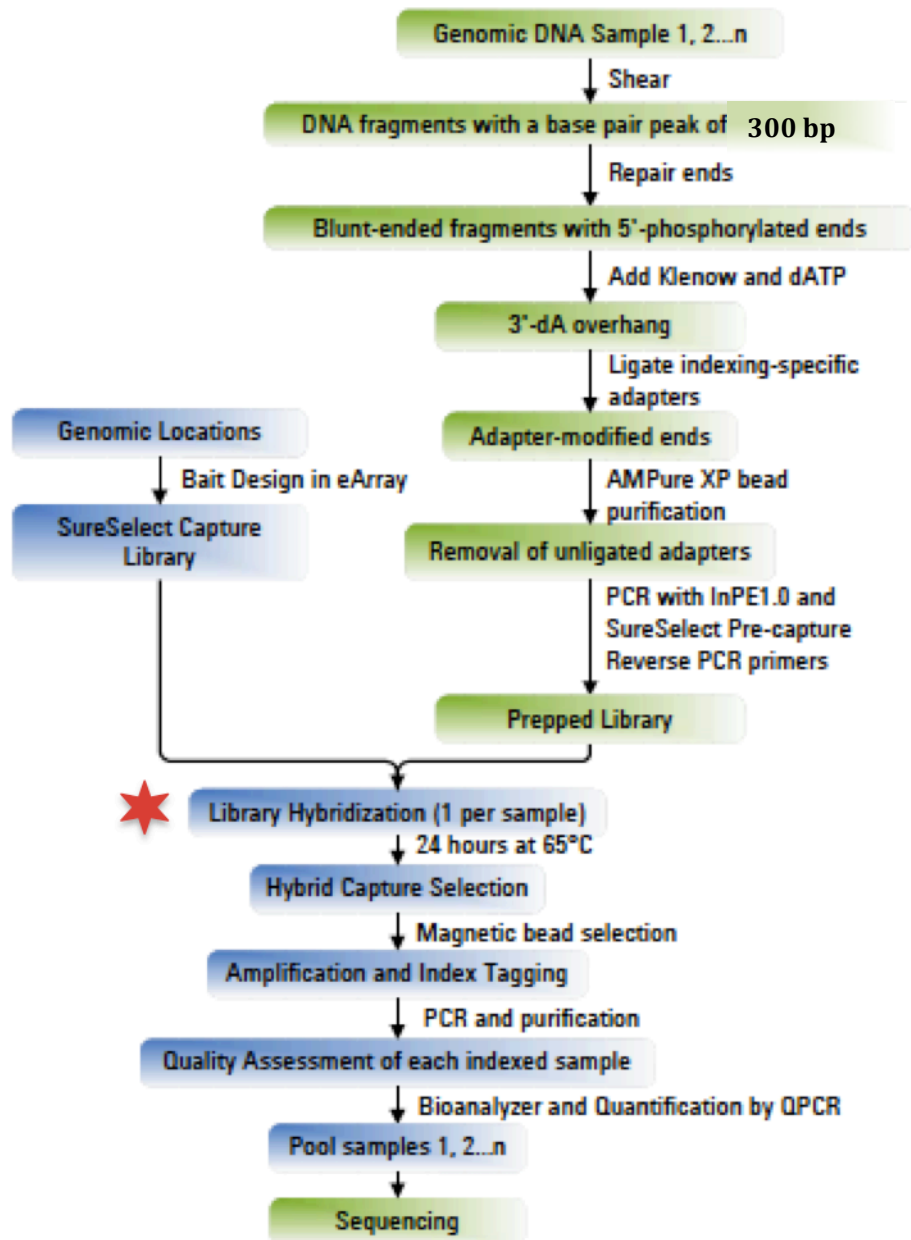 Genomic DNA Sample 1, 2...n
Shear
DNA fragments with a base pair peak of 300 bp
Repair ends
Blunt-ended fragments with 5'-phosphorylated ends
Add Klenow and dATP
3'-dA overhang
Ligate indexing-specific
adapters
Adapter-modified ends
AMPure XP bead
purification
Removal of unligated adapters
PCR with InPE1.0 and
SureSelect Pre-capture
Reverse PCR primers
Prepped Library
Genomic Locations
Bait Design in eArray
SureSelect Capture
Library
Library Hybridization (1 per sample)
24 hours at 65°C
Hybrid Capture Selection
Magnetic bead selection
Amplification and Index Tagging
PCR and purification
Quality Assessment of each indexed sample
Bioanalyzer and Quantification by QPCR
Pool samples 1, 2...n
Sequencing